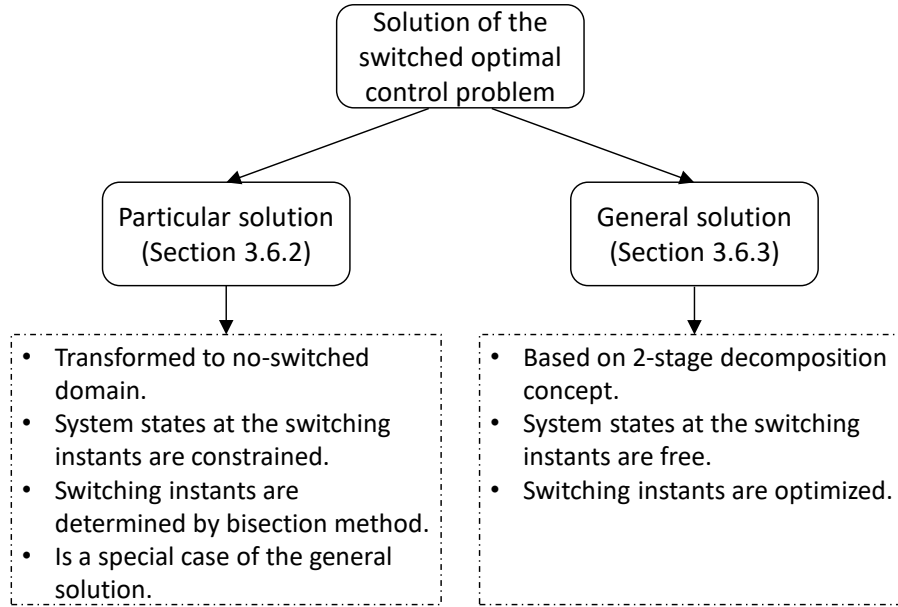 Solution of the
switched optimal
control problem
Particular solution
(Section 3.6.2)
General solution
(Section 3.6.3)
• Transformed to no-switched
domain.
• System states at the switching
instants are constrained.
• Switching instants are
determined by bisection method.
• Is a special case of the general
solution.
• Based on 2-stage decomposition
concept.
• System states at the switching
instants are free.
• Switching instants are optimized.